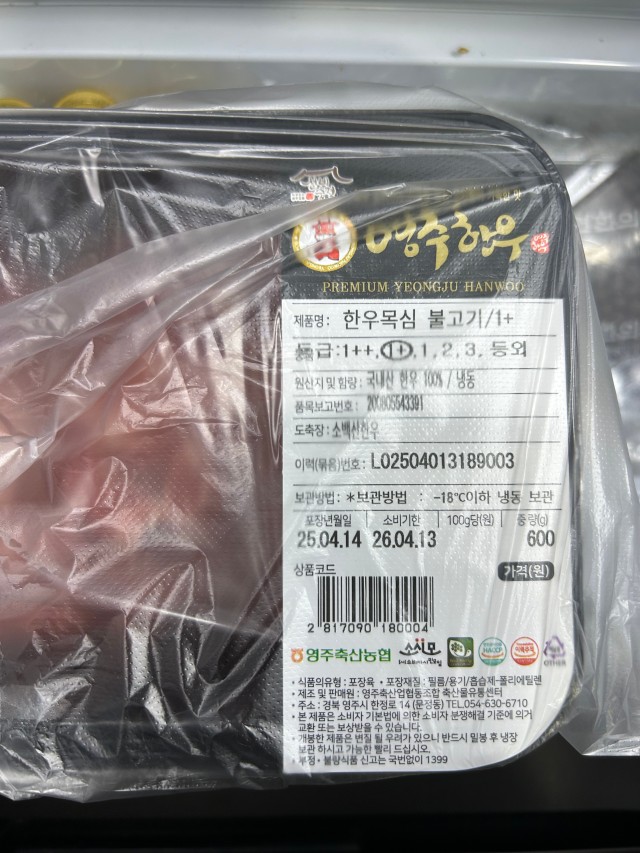 영주한우
PREMIUM YEONGJU HANWOO
제품명: 한우목심 불고기/1+
등급:1++, 1+, 1, 2, 3, 등외
원산지 및 함량: 국내산 한우 100% / 냉동
품목보고번호: 200805543391
도축장: 소백산한우
이력(묶음)번호: L02504013189003
보관방법: *보관방법 : -18℃이하 냉동 보관
포장년월일 소비기한 100g당(원) 중량(g)
25.04.14 26.04.13 600
상품코드 가격(원)
2 817090 180004
영주축산농협 소시모 HACCP OTHER
• 식품의유형 : 포장육 • 포장재질 : 필름/용기/흡습제-폴리에틸렌
• 제조 및 판매원 : 영주축산업협동조합 축산물유통센터
• 주소 : 경북 영주시 한정로 14 (문정동) TEL.054-630-6710
• 본 제품은 소비자 기본법에 의한 소비자 분쟁해결 기준에 의거
교환 또는 보상받을 수 있습니다.
• 개봉한 제품은 변질 될 우려가 있으니 반드시 밀봉 후 냉장
보관 하시고 가능한 빨리 드십시오.
• 부정• 불량식품 신고는 국번없이 1399